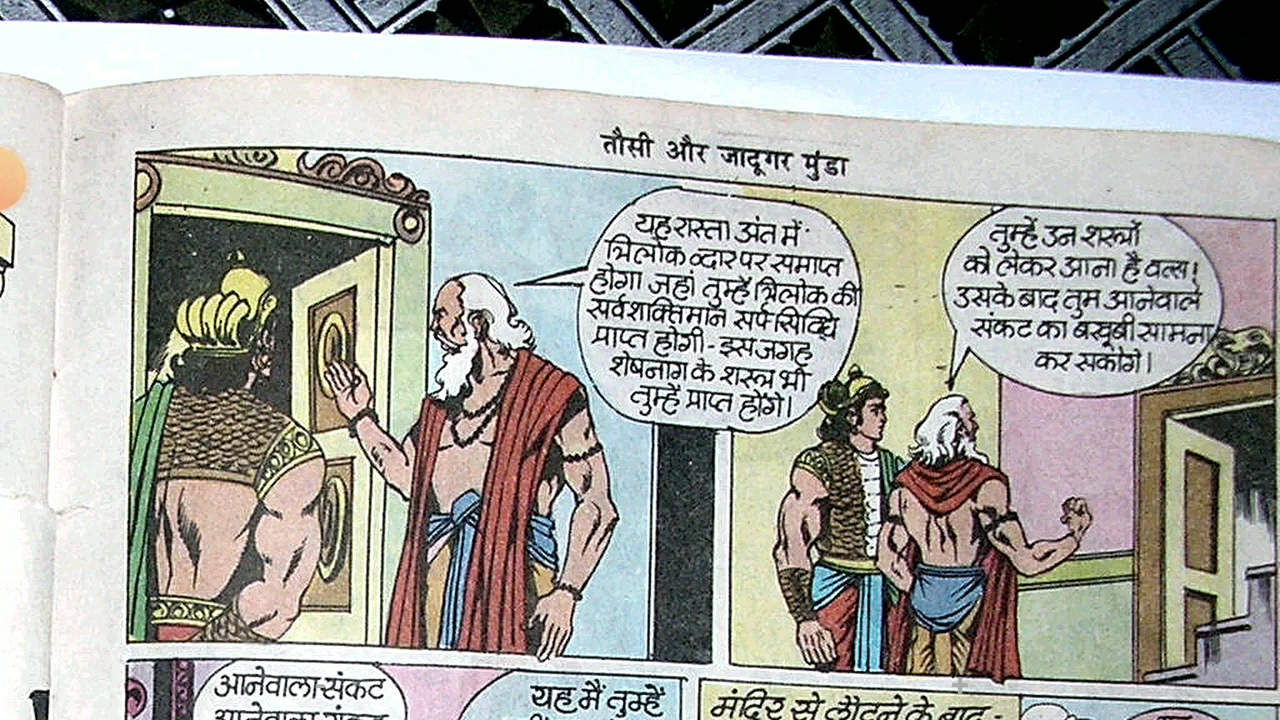 तौसी और जादूगर मुंडा
यह रास्ता अंत में
त्रिलोक व्दार पर समाप्त
होगा जहां तुम्हें त्रिलोक की
सर्वशक्तिमान सर्प सिध्दि
प्राप्त होगी - इस जगह
शेषनाग के शस्त्र भी
तुम्हें प्राप्त होंगे।
तुम्हें उन शस्त्रों
को लेकर आना है वत्स!
उसके बाद तुम आनेवाले
संकट का बखूबी सामना
कर सकोगे।
आनेवाला संकट
यह मैं तुम्हें
मंदिर से लौटने के बाद -